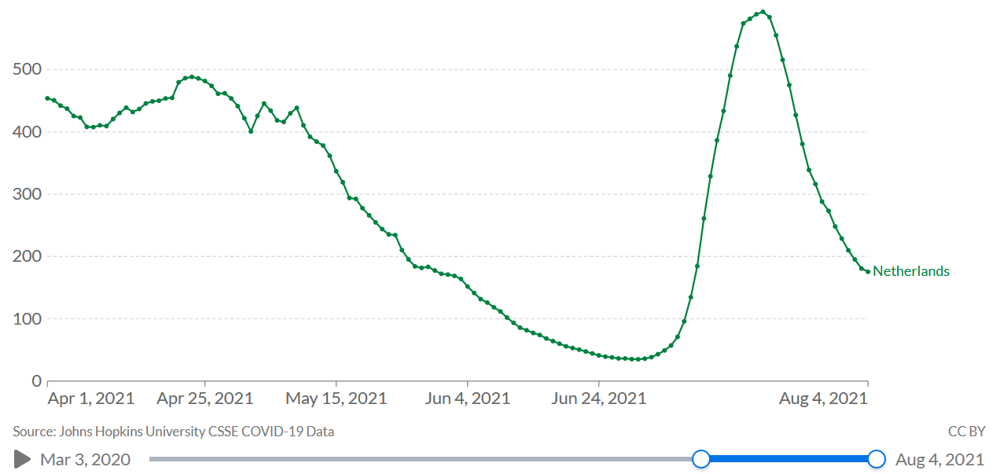 500
400
300
200
100
0
Netherlands
Apr 1, 2021 Apr 25, 2021 May 15, 2021 Jun 4, 2021 Jun 24, 2021 Aug 4, 2021
Source: Johns Hopkins University CSSE COVID-19 Data CC BY
Mar 3, 2020 Aug 4, 2021